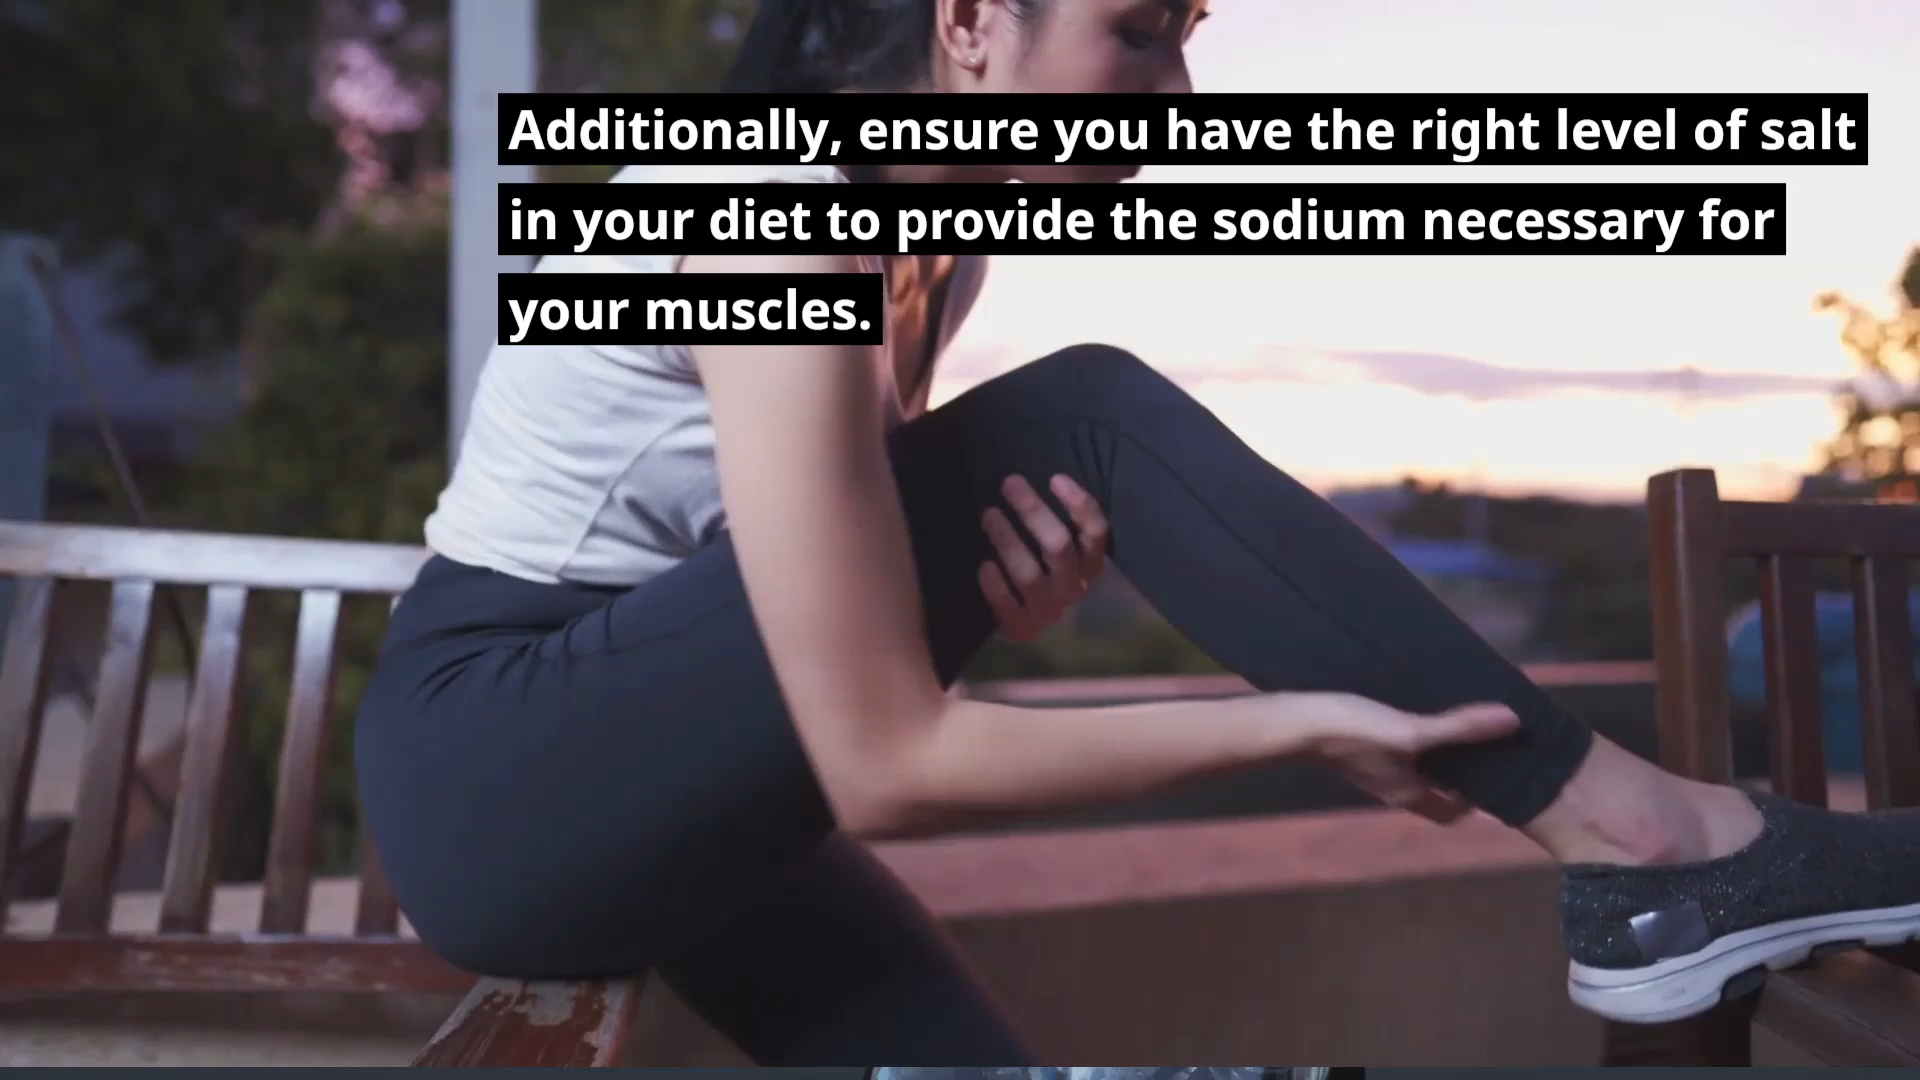 Additionally, ensure you have the right level of salt
in your diet to provide the sodium necessary for
your muscles.